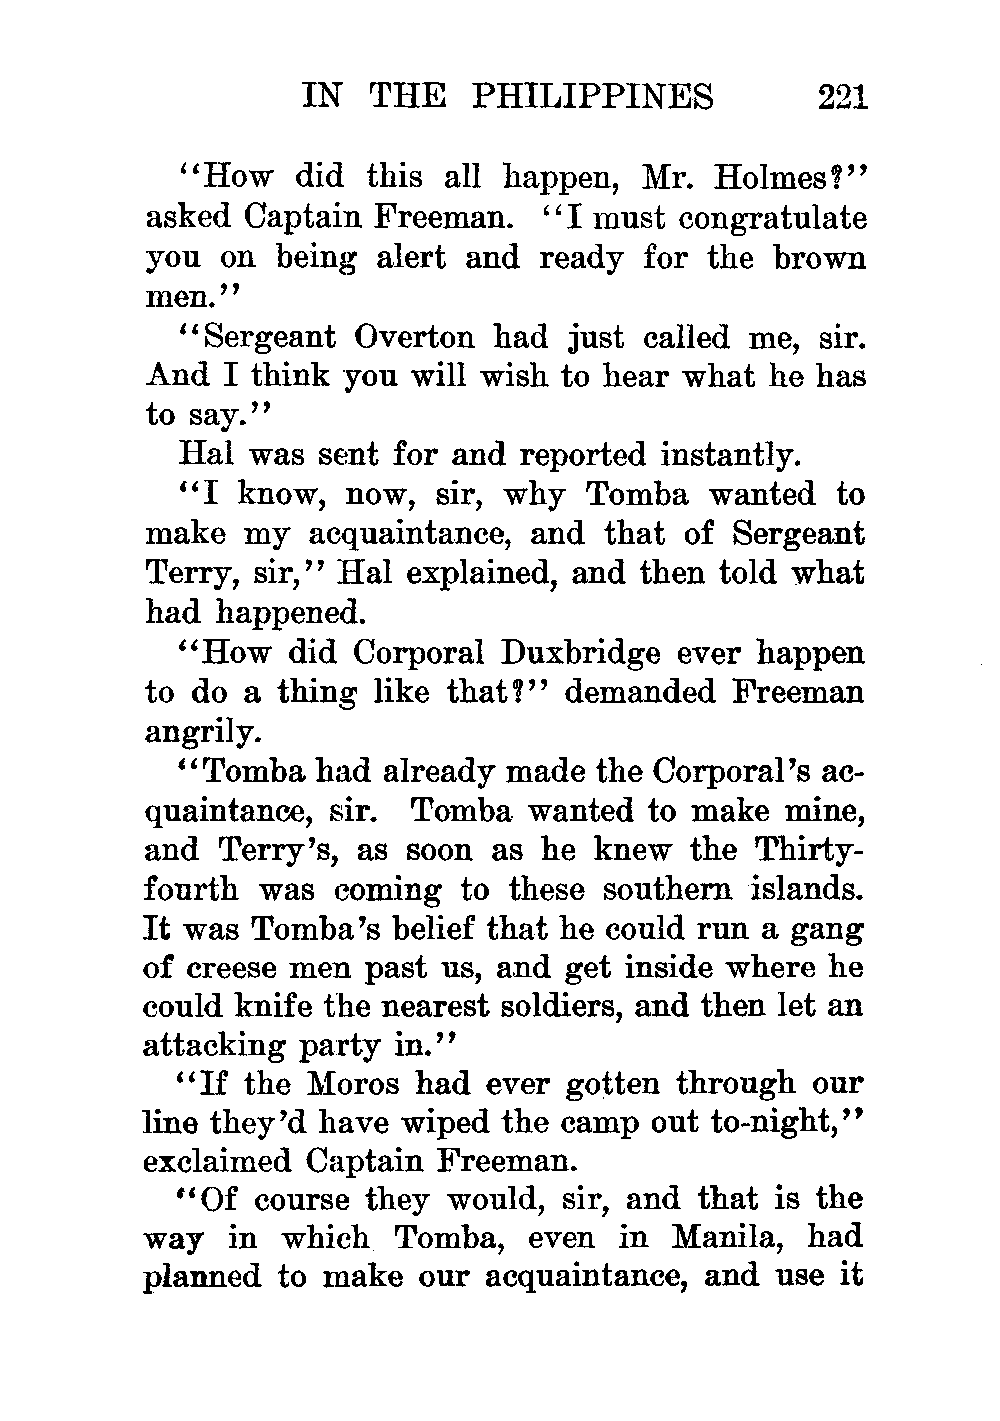 IN THE PHILIPPINES 221
"How did this all happen, Mr. Holmes?"
asked Captain Freeman. "I must congratulate
you on being alert and ready for the brown
men."
"Sergeant Overton had just called me, sir.
And I think you will wish to hear what he has
to say."
Hal was sent for and reported instantly.
"I know, now, sir, why Tomba wanted to
make my acquaintance, and that of Sergeant
Terry, sir," Hal explained, and then told what
had happened.
"How did Corporal Duxbridge ever happen
to do a thing like that?" demanded Freeman
angrily.
"Tomba had already made the Corporal's ac-
quaintance, sir. Tomba wanted to make mine,
and Terry's, as soon as he knew the Thirty-
fourth was coming to these southern islands.
It was Tomba's belief that he could run a gang
of creese men past us, and get inside where he
could knife the nearest soldiers, and then let an
attacking party in."
"If the Moros had ever gotten through our
line they'd have wiped the camp out to-night,"
exclaimed Captain Freeman.
"Of course they would, sir, and that is the
way in which Tomba, even in Manila, had
planned to make our acquaintance, and use it